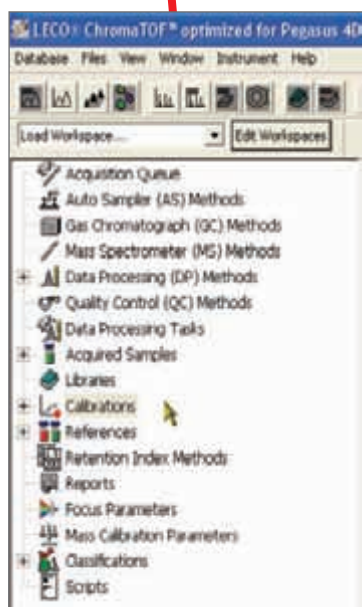 LECO® ChromaTOF® optimized for Pegasus 4D
Database Files View Window Instrument Help
Load Workspace... Edit Workspaces
Acquisition Queue
Auto Sampler (AS) Methods
Gas Chromatograph (GC) Methods
Mass Spectrometer (MS) Methods
Data Processing (DP) Methods
Quality Control (QC) Methods
Data Processing Tasks
Acquired Samples
Libraries
Calibrations
References
Retention Index Methods
Reports
Focus Parameters
Mass Calibration Parameters
Classifications
Scripts